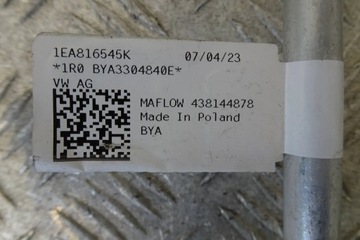 1EA816545K 07/04/23
*1R0 BYA3304840E*
VW AG
MAFLOW 438144878
Made In Poland
BYA